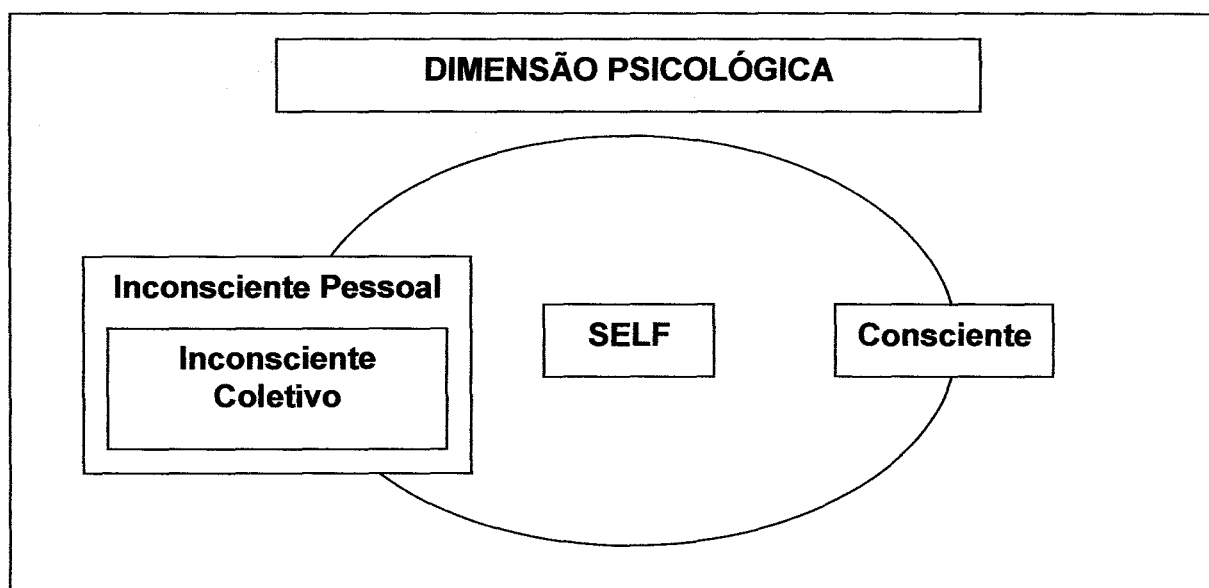 DIMENSÃO PSICOLÓGICA
Inconsciente Pessoal
Inconsciente
Coletivo
SELF
Consciente